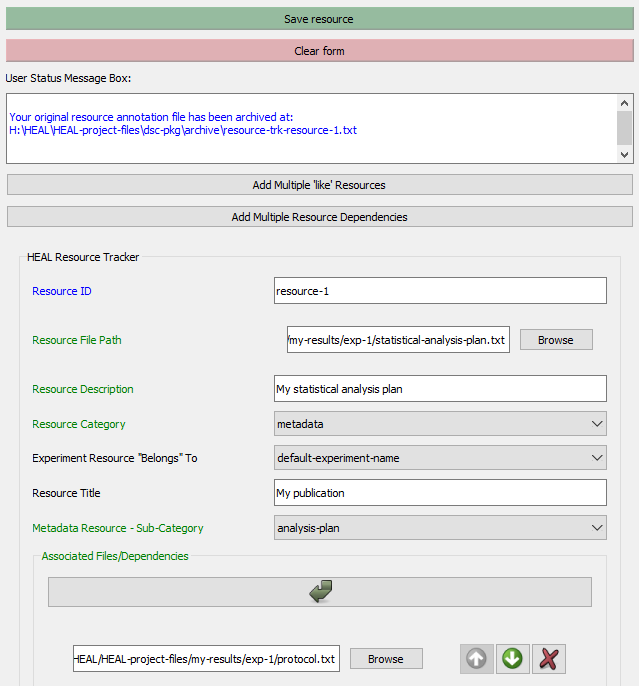 Save resource
Clear form
User Status Message Box:
Your original resource annotation file has been archived at:
H:\HEAL\HEAL-project-files\dsc-pkg\archive\resource-trk-resource-1.txt
Add Multiple 'like' Resources
Add Multiple Resource Dependencies
HEAL Resource Tracker
Resource ID
resource-1
Resource File Path
/my-results/exp-1/statistical-analysis-plan.txt
Browse
Resource Description
My statistical analysis plan
Resource Category
metadata
Experiment Resource "Belongs" To
default-experiment-name
Resource Title
My publication
Metadata Resource - Sub-Category
analysis-plan
Associated Files/Dependencies
HEAL/HEAL-project-files/my-results/exp-1/protocol.txt
Browse